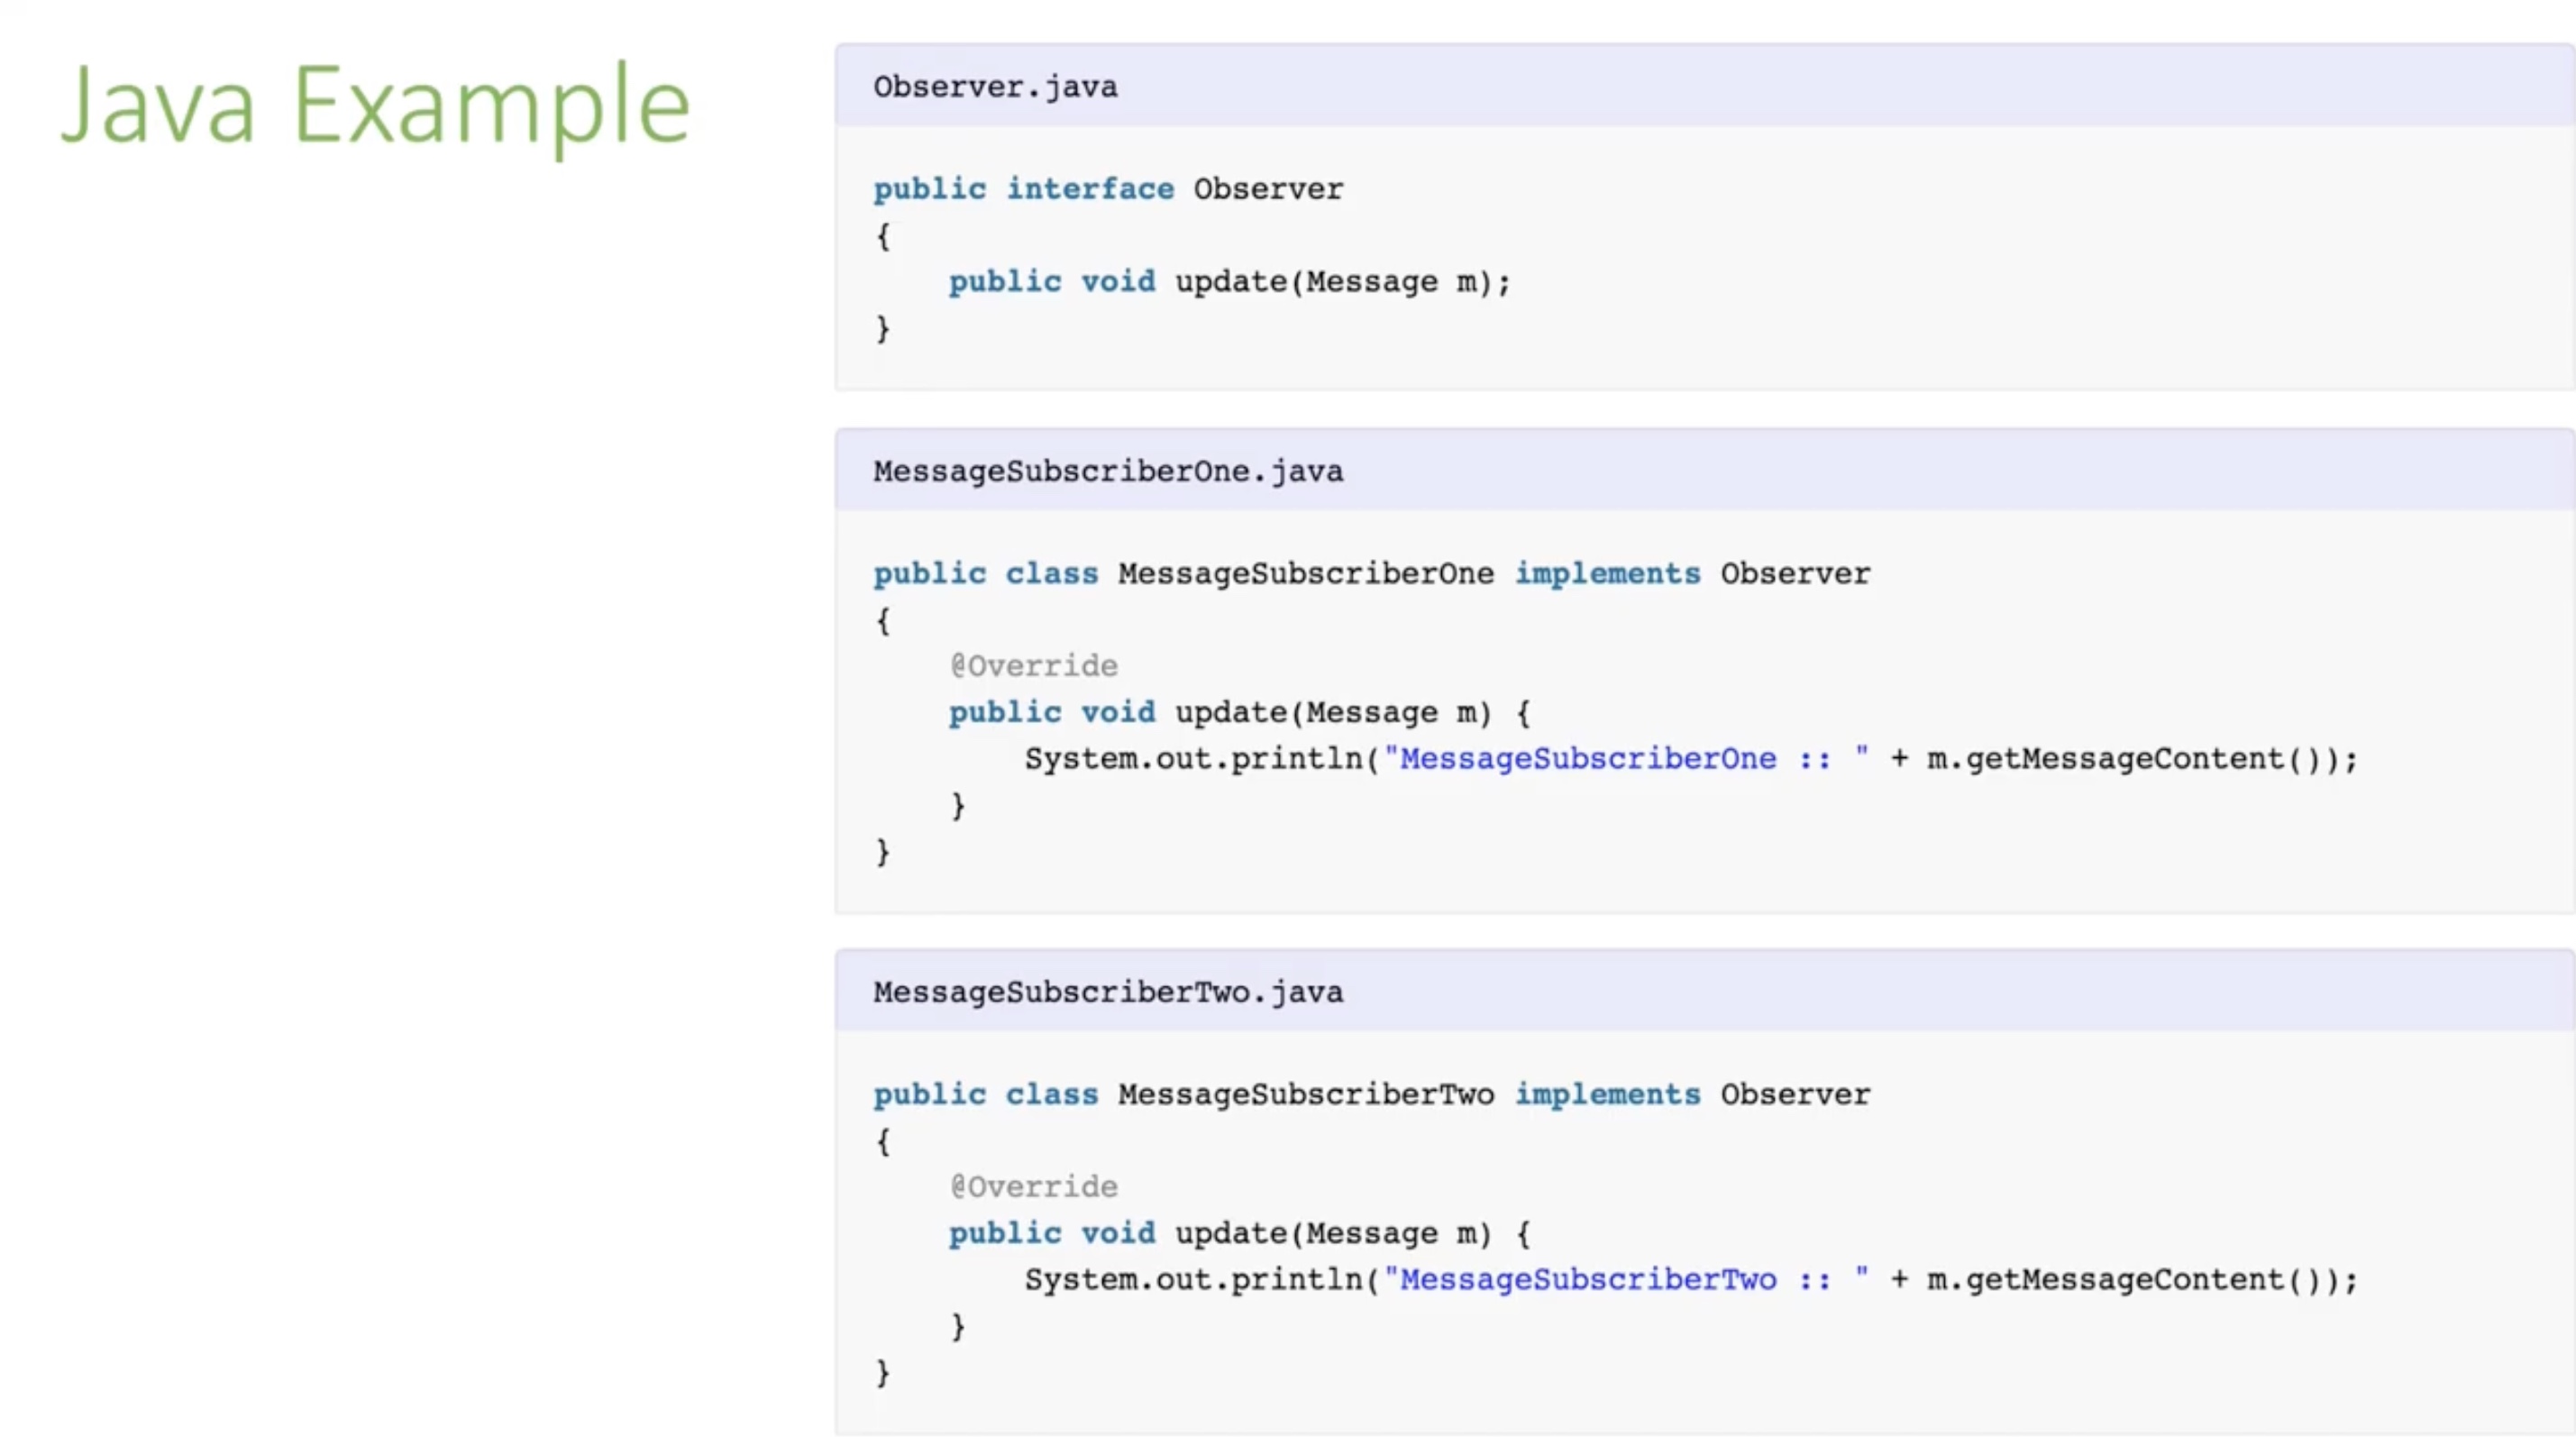 Java Example
Observer.java
public interface Observer
{
    public void update(Message m);
}
MessageSubscriberOne.java
public class MessageSubscriberOne implements Observer
{
    @Override
    public void update(Message m) {
        System.out.println("MessageSubscriberOne :: " + m.getMessageContent());
    }
}
MessageSubscriberTwo.java
public class MessageSubscriberTwo implements Observer
{
    @Override
    public void update(Message m) {
        System.out.println("MessageSubscriberTwo :: " + m.getMessageContent());
    }
}